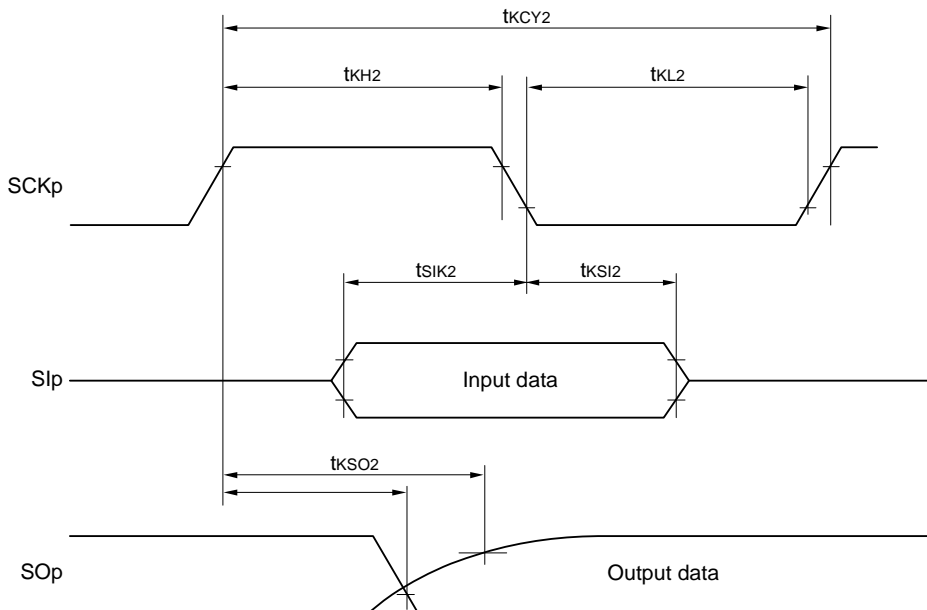 tKCY2
tKH2
tKL2
SCKp
tSIK2
tKSI2
SIp
Input data
tKSO2
SOp
Output data